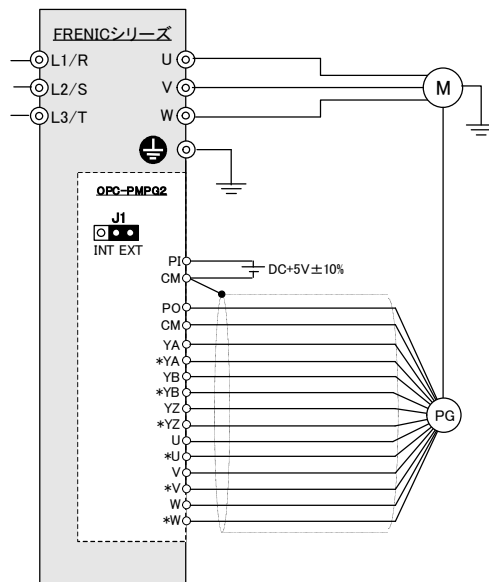 FRENICシリーズ
L1/R
U
L2/S
V
M
L3/T
W
OPC-PMPG2
J1
INT EXT
PI
DC+5V±10%
CM
PO
CM
YA
*YA
YB
*YB
YZ
PG
*YZ
U
*U
V
*V
W
*W